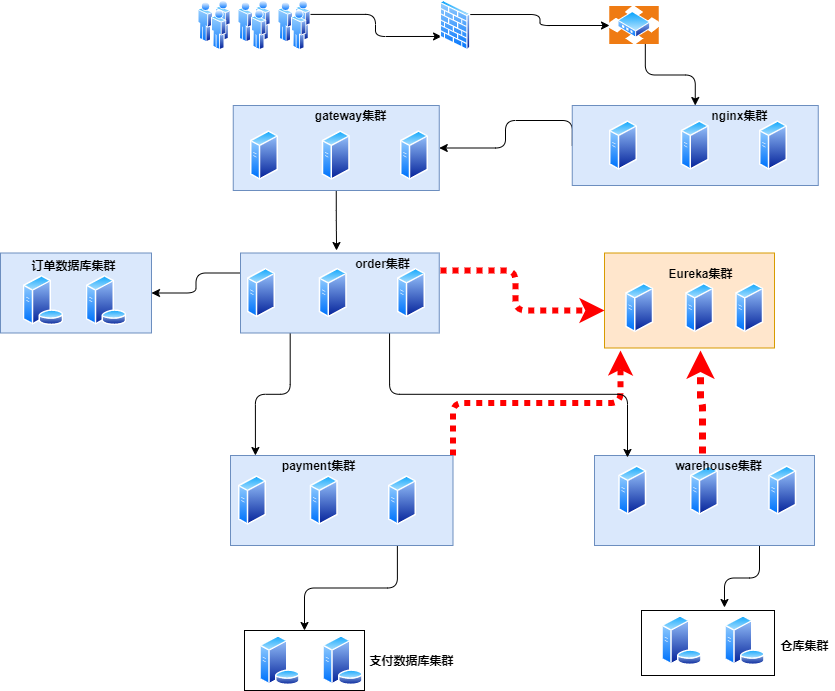 nginx集群
gateway集群
订单数据库集群
order集群
Eureka集群
payment集群
warehouse集群
支付数据库集群
仓库集群